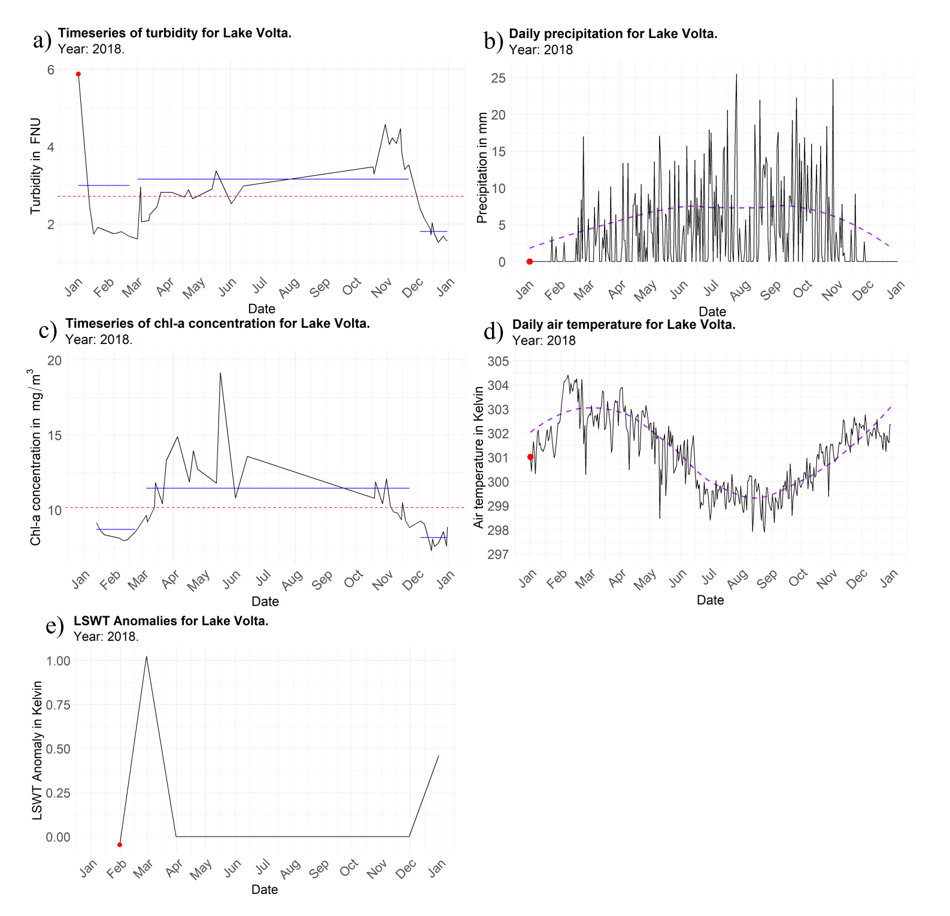 a) Timeseries of turbidity for Lake Volta.
Year: 2018.
Turbidity in FNU
6
4
2
Jan Feb Mar Apr May Jun Jul Aug Sep Oct Nov Dec Jan
Date
b) Daily precipitation for Lake Volta.
Year: 2018
Precipitation in mm
25
20
15
10
5
0
Jan Feb Mar Apr May Jun Jul Aug Sep Oct Nov Dec Jan
Date
c) Timeseries of chl-a concentration for Lake Volta.
Year: 2018.
Chl-a concentration in mg/m³
20
15
10
Jan Feb Mar Apr May Jun Jul Aug Sep Oct Nov Dec Jan
Date
d) Daily air temperature for Lake Volta.
Year: 2018
Air temperature in Kelvin
305
304
303
302
301
300
299
298
297
Jan Feb Mar Apr May Jun Jul Aug Sep Oct Nov Dec Jan
Date
e) LSWT Anomalies for Lake Volta.
Year: 2018.
LSWT Anomaly in Kelvin
1.00
0.75
0.50
0.25
0.00
Jan Feb Mar Apr May Jun Jul Aug Sep Oct Nov Dec Jan
Date